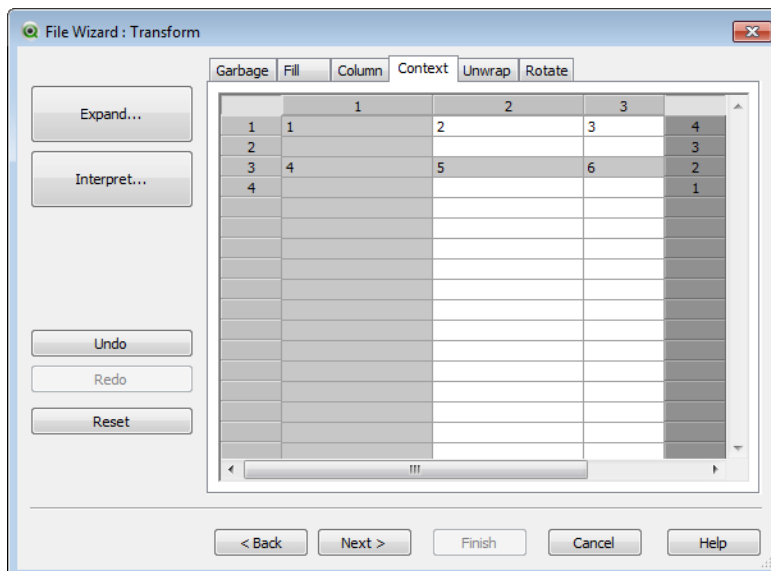 File Wizard : Transform
Garbage Fill Column Context Unwrap Rotate
Expand...
Interpret...
Undo
Redo
Reset
1 2 3
1 1 2 3 4
2 3
3 4 5 6 2
4 1
< Back Next > Finish Cancel Help